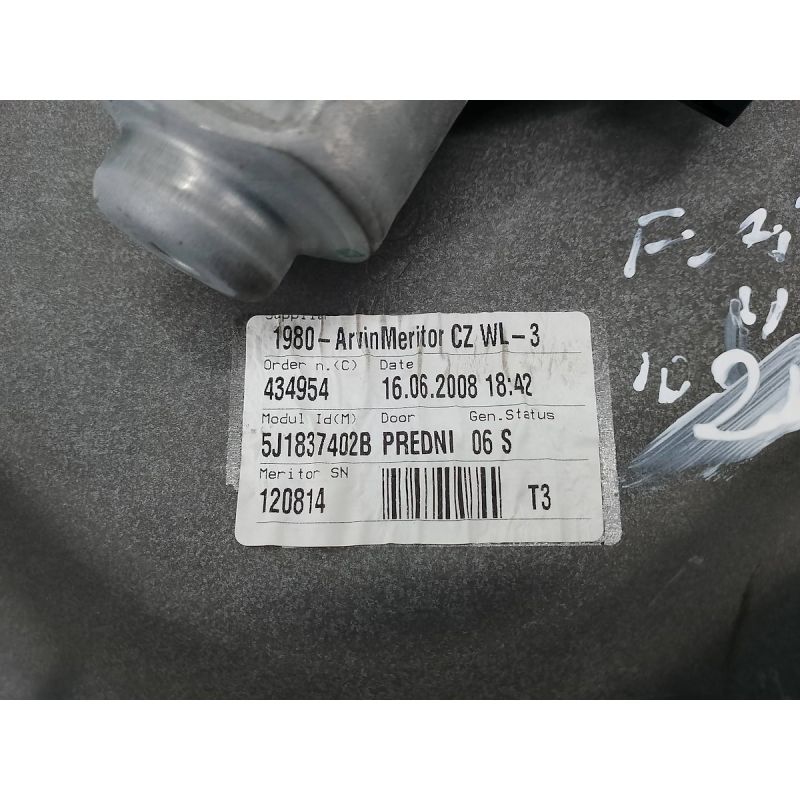 Supplier
1980-ArvinMeritor CZ WL-3
Order n.(C) Date
434954 16.06.2008 18:42
Modul Id(M) Door Gen.Status
5J1837402B PREDNI 06 S
Meritor SN
120814 T3